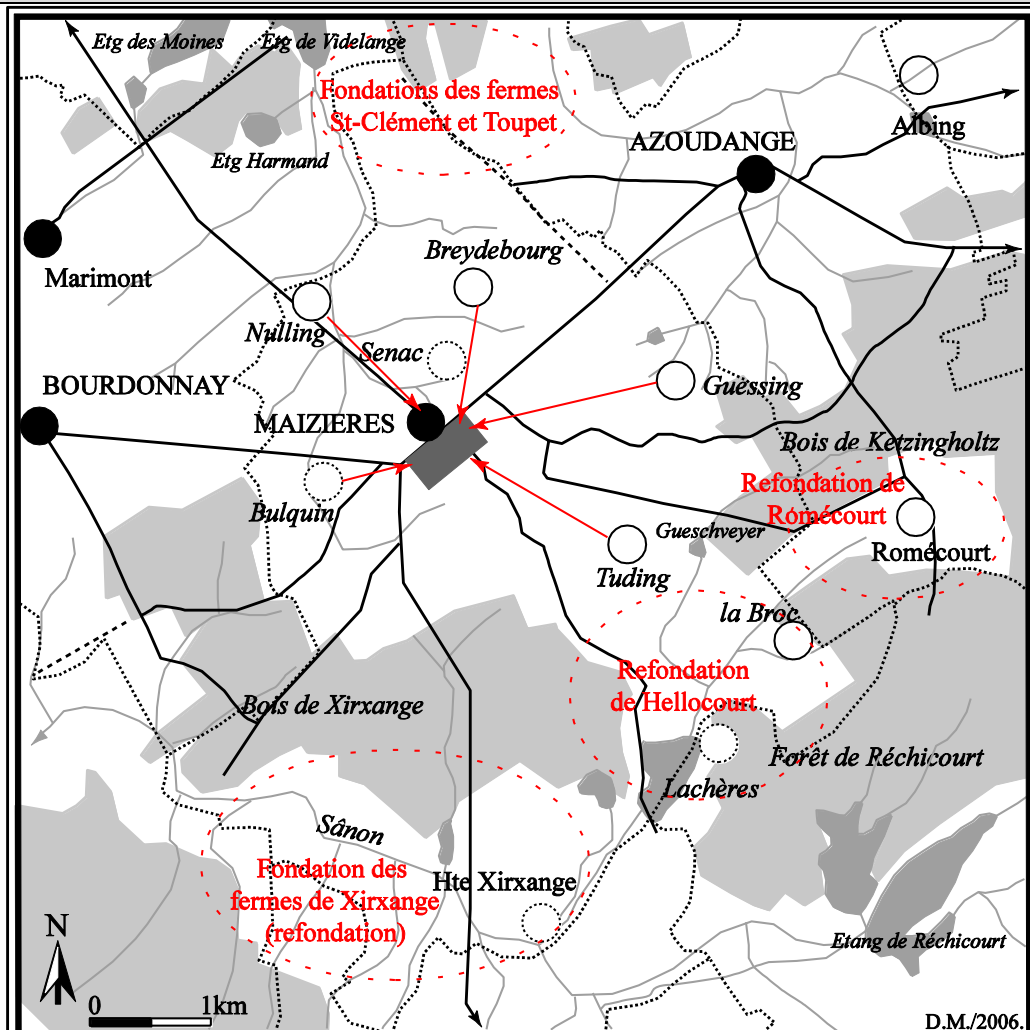 Etg des Moines
Etg de Videlange
Fondations des fermes
St-Clément et Toupet
Albing
AZOUDANGE
Etg Harmand
Marimont
Breydebourg
Nulling
Senac
BOURDONNAY
Guessing
MAIZIERES
Bois de Ketzingholtz
Refondation de
Romécourt
Bulquin
Gueschveyer
Romécourt
Tuding
la Broc
Refondation
de Hellocourt
Bois de Xirxange
Forêt de Réchicourt
Lachères
Sânon
Fondation des
fermes de Xirxange
(refondation)
Hte Xirxange
N
Etang de Réchicourt
0 1km
D.M./2006.